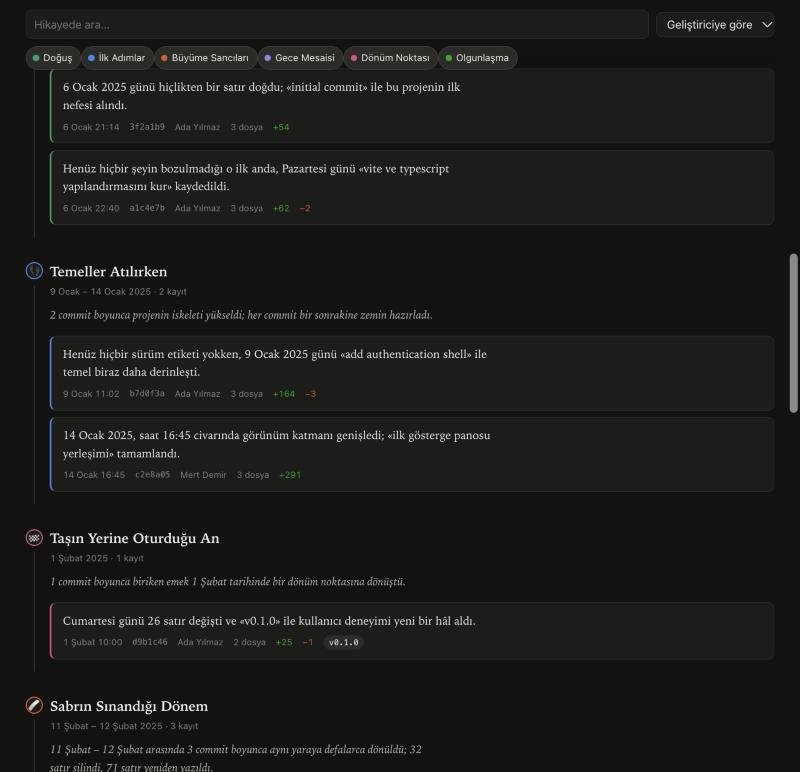 Hikayede ara...
Geliştiriciye göre
Doğuş
İlk Adımlar
Büyüme Sancıları
Gece Mesaisi
Dönüm Noktası
Olgunlaşma
6 Ocak 2025 günü hiçlikten bir satır doğdu; «initial commit» ile bu projenin ilk
nefesi alındı.
6 Ocak 21:14 3f2a1b9 Ada Yılmaz 3 dosya +54
Henüz hiçbir şeyin bozulmadığı o ilk anda, Pazartesi günü «vite ve typescript
yapılandırmasını kur» kaydedildi.
6 Ocak 22:40 a1c4e7b Ada Yılmaz 3 dosya +62 −2
Temeller Atılırken
9 Ocak – 14 Ocak 2025 · 2 kayıt
2 commit boyunca projenin iskeleti yükseldi; her commit bir sonrakine zemin hazırladı.
Henüz hiçbir sürüm etiketi yokken, 9 Ocak 2025 günü «add authentication shell» ile
temel biraz daha derinleşti.
9 Ocak 11:02 b7d0f3a Ada Yılmaz 3 dosya +164 −3
14 Ocak 2025, saat 16:45 civarında görünüm katmanı genişledi; «ilk gösterge panosu
yerleşimi» tamamlandı.
14 Ocak 16:45 c2e8a05 Mert Demir 3 dosya +291
Taşın Yerine Oturduğu An
1 Şubat 2025 · 1 kayıt
1 commit boyunca biriken emek 1 Şubat tarihinde bir dönüm noktasına dönüştü.
Cumartesi günü 26 satır değişti ve «v0.1.0» ile kullanıcı deneyimi yeni bir hâl aldı.
1 Şubat 10:00 d9b1c46 Ada Yılmaz 2 dosya +25 −1 v0.1.0
Sabrın Sınandığı Dönem
11 Şubat – 12 Şubat 2025 · 3 kayıt
11 Şubat – 12 Şubat arasında 3 commit boyunca aynı yaraya defalarca dönüldü; 32
satır silindi, 71 satır yeniden yazıldı.